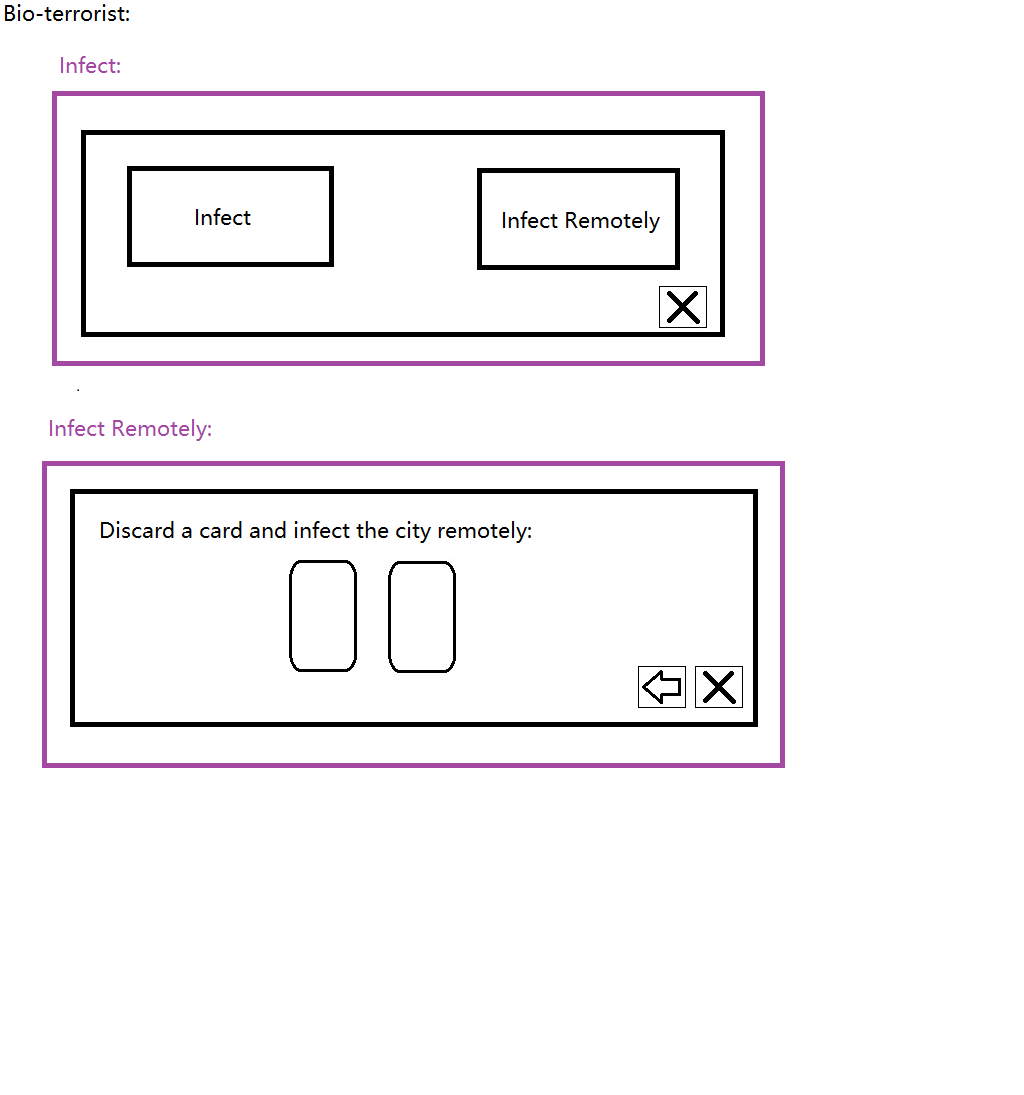 Bio-terrorist:
Infect:
Infect
Infect Remotely
Infect Remotely:
Discard a card and infect the city remotely: